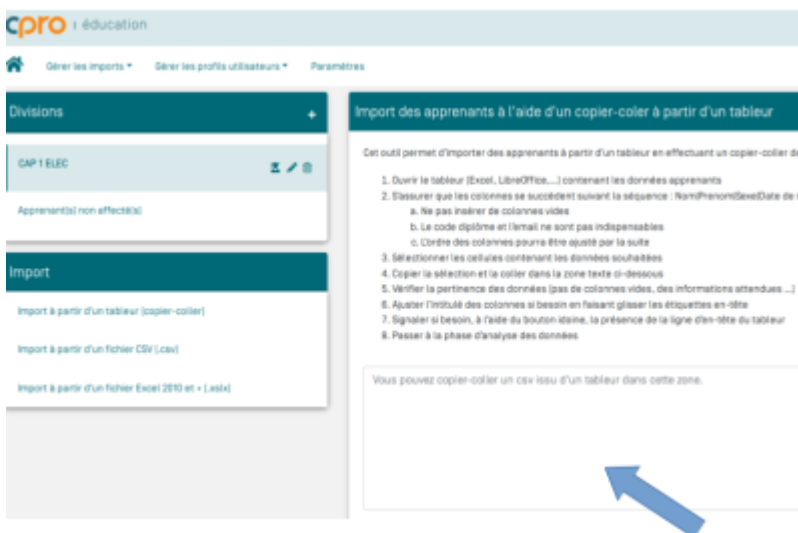 cpro éducation
Gérer les imports Gérer les profils utilisateurs Paramètres
Divisions +
CAP 1 ELEC
Apprenant(s) non affecté(s)
Import
Import à partir d'un tableur (copier-coller)
Import à partir d'un fichier CSV (.csv)
Import à partir d'un fichier Excel 2010 et + (.xslx)
Import des apprenants à l'aide d'un copier-coler à partir d'un tableur
Cet outil permet d'importer des apprenants à partir d'un tableur en effectuant un copier-coller de
1. Ouvrir le tableur (Excel, LibreOffice,...) contenant les données apprenants
2. S'assurer que les colonnes se succèdent suivant la séquence : Nom|Prenom|Sexe|Date de
a. Ne pas insérer de colonnes vides
b. Le code diplôme et l'email ne sont pas indispensables
c. L'ordre des colonnes pourra être ajusté par la suite
3. Sélectionner les cellules contenant les données souhaitées
4. Copier la sélection et la coller dans la zone texte ci-dessous
5. Vérifier la pertinence des données (pas de colonnes vides, des informations attendues ...)
6. Ajuster l'intitulé des colonnes si besoin en faisant glisser les étiquettes en-tête
7. Signaler si besoin, à l'aide du bouton idoine, la présence de la ligne d'en-tête du tableur
8. Passer à la phase d'analyse des données
Vous pouvez copier-coller un csv issu d'un tableur dans cette zone.